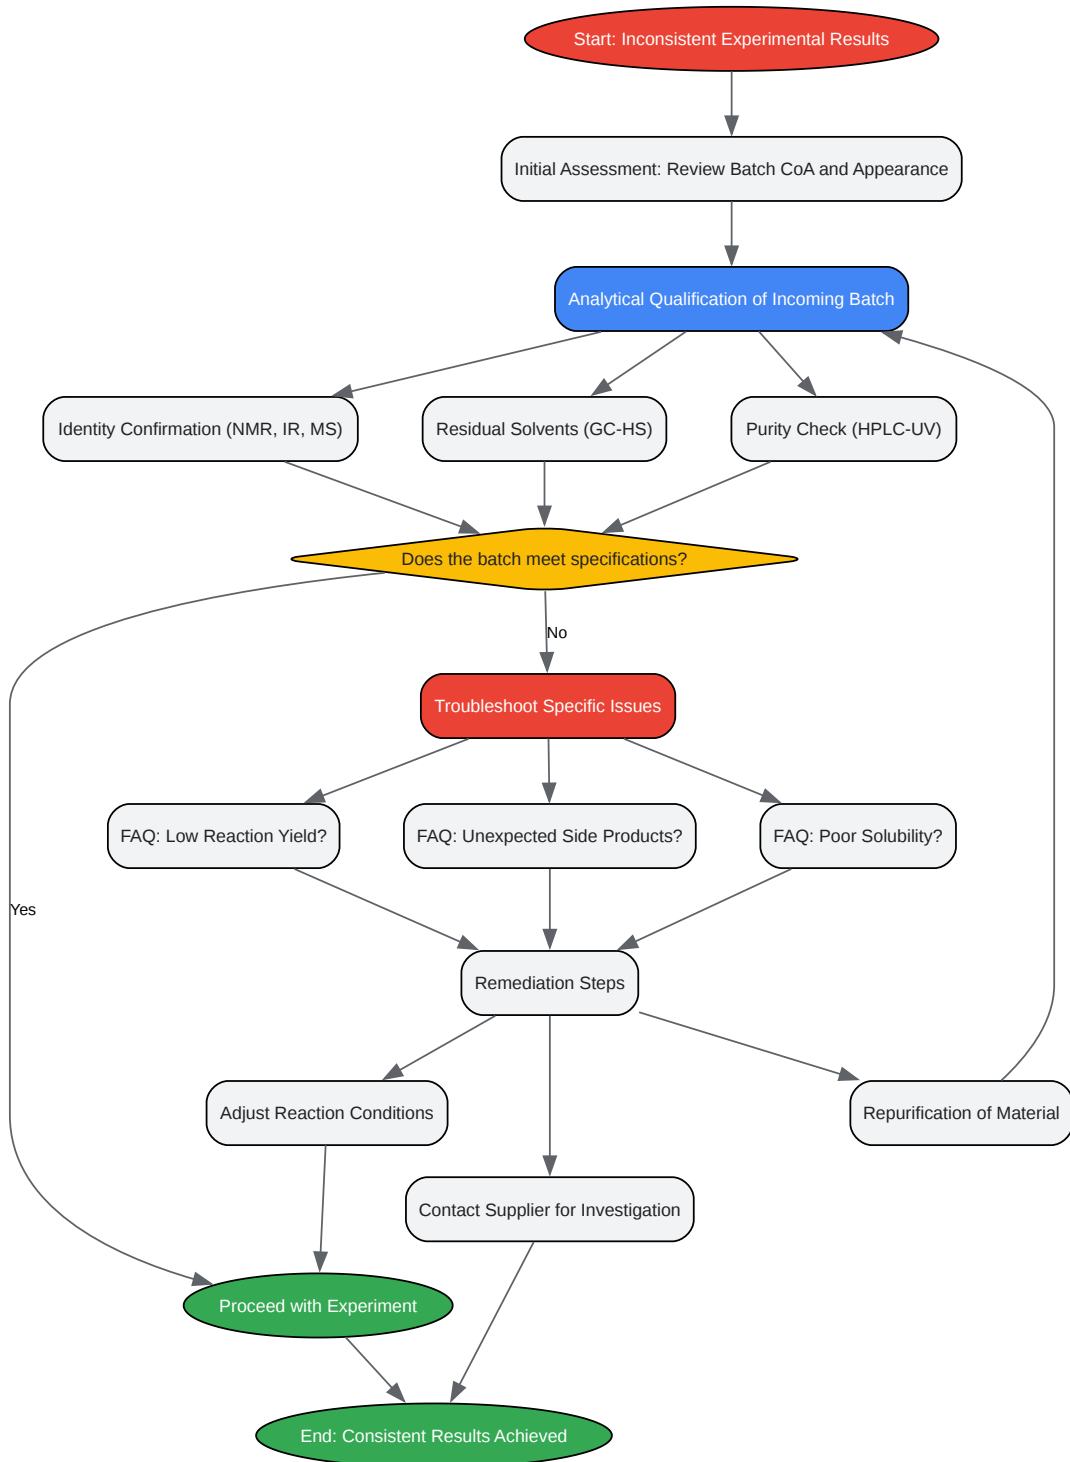 Start: Inconsistent Experimental Results
Initial Assessment: Review Batch CoA and Appearance
Analytical Qualification of Incoming Batch
Identity Confirmation (NMR, IR, MS)
Residual Solvents (GC-HS)
Purity Check (HPLC-UV)
Does the batch meet specifications?
No
Troubleshoot Specific Issues
FAQ: Low Reaction Yield?
FAQ: Unexpected Side Products?
FAQ: Poor Solubility?
Yes
Remediation Steps
Adjust Reaction Conditions
Repurification of Material
Contact Supplier for Investigation
Proceed with Experiment
End: Consistent Results Achieved